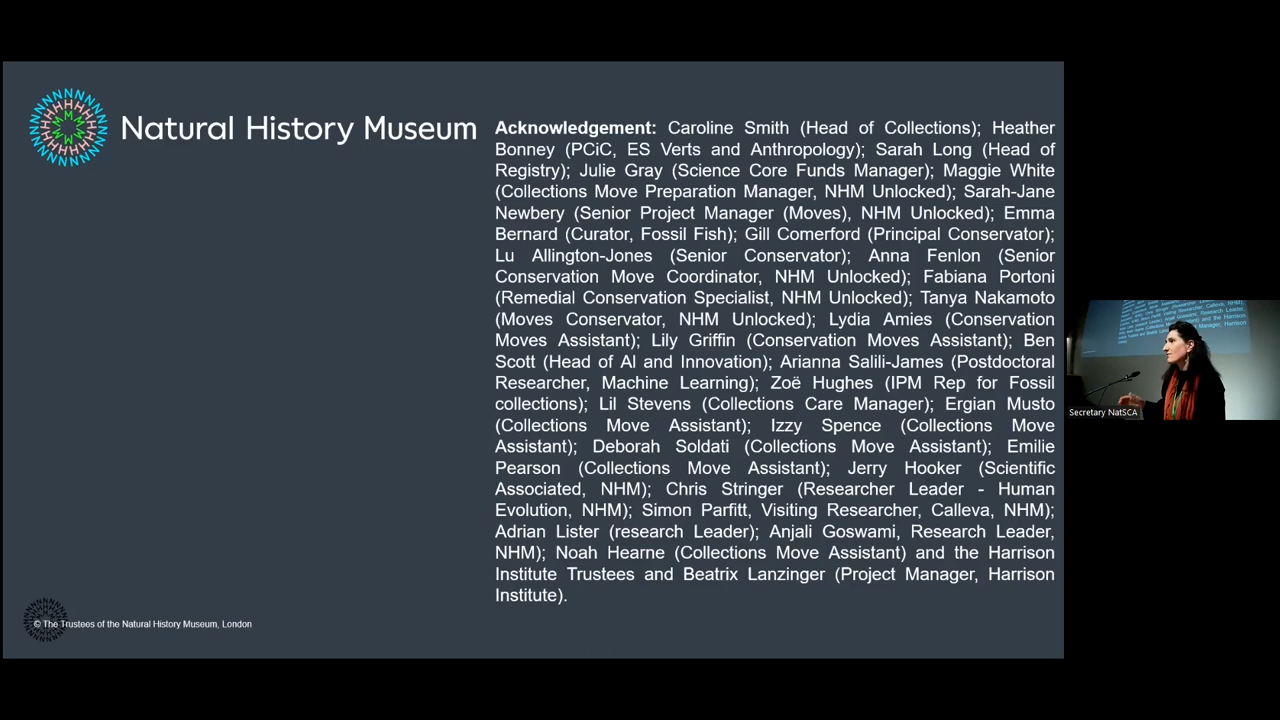 Natural History Museum
Acknowledgement: Caroline Smith (Head of Collections); Heather
Bonney (PCiC, ES Verts and Anthropology); Sarah Long (Head of
Registry); Julie Gray (Science Core Funds Manager); Maggie White
(Collections Move Preparation Manager, NHM Unlocked); Sarah-Jane
Newbery (Senior Project Manager (Moves), NHM Unlocked); Emma
Bernard (Curator, Fossil Fish); Gill Comerford (Principal Conservator);
Lu Allington-Jones (Senior Conservator); Anna Fenlon (Senior
Conservation Move Coordinator, NHM Unlocked); Fabiana Portoni
(Remedial Conservation Specialist, NHM Unlocked); Tanya Nakamoto
(Moves Conservator, NHM Unlocked); Lydia Amies (Conservation
Moves Assistant); Lily Griffin (Conservation Moves Assistant); Ben
Scott (Head of AI and Innovation); Arianna Salili-James (Postdoctoral
Researcher, Machine Learning); Zoë Hughes (IPM Rep for Fossil
collections); Lil Stevens (Collections Care Manager); Ergian Musto
(Collections Move Assistant); Izzy Spence (Collections Move
Assistant); Deborah Soldati (Collections Move Assistant); Emilie
Pearson (Collections Move Assistant); Jerry Hooker (Scientific
Associated, NHM); Chris Stringer (Researcher Leader - Human
Evolution, NHM); Simon Parfitt, Visiting Researcher, Calleva, NHM);
Adrian Lister (research Leader); Anjali Goswami, Research Leader,
NHM); Noah Hearne (Collections Move Assistant) and the Harrison
Institute Trustees and Beatrix Lanzinger (Project Manager, Harrison
Institute).
© The Trustees of the Natural History Museum, London
Secretary NatSCA